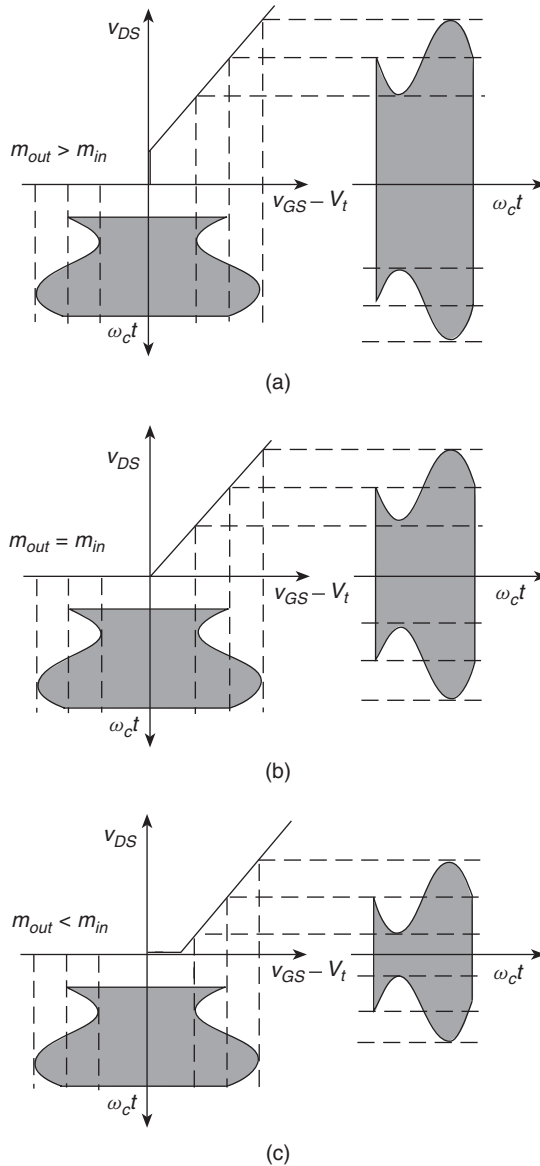 v_DS
m_out > m_in
v_GS – V_t
ω_c t
ω_c t
(a)
v_DS
m_out = m_in
v_GS – V_t
ω_c t
ω_c t
(b)
v_DS
m_out < m_in
v_GS – V_t
ω_c t
ω_c t
(c)